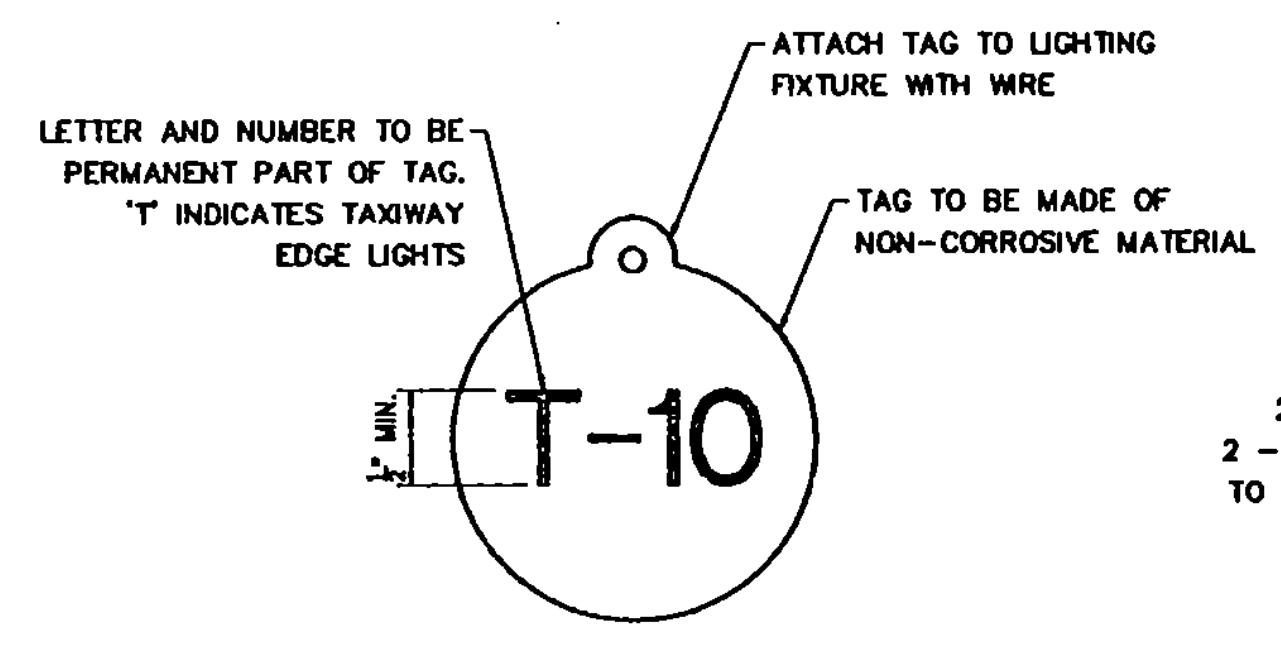 ATTACH TAG TO LIGHTING
FIXTURE WITH WIRE
LETTER AND NUMBER TO BE
PERMANENT PART OF TAG.
'T' INDICATES TAXIWAY
EDGE LIGHTS
TAG TO BE MADE OF
NON-CORROSIVE MATERIAL
1/2" MIN.
T-10
2 -
TO